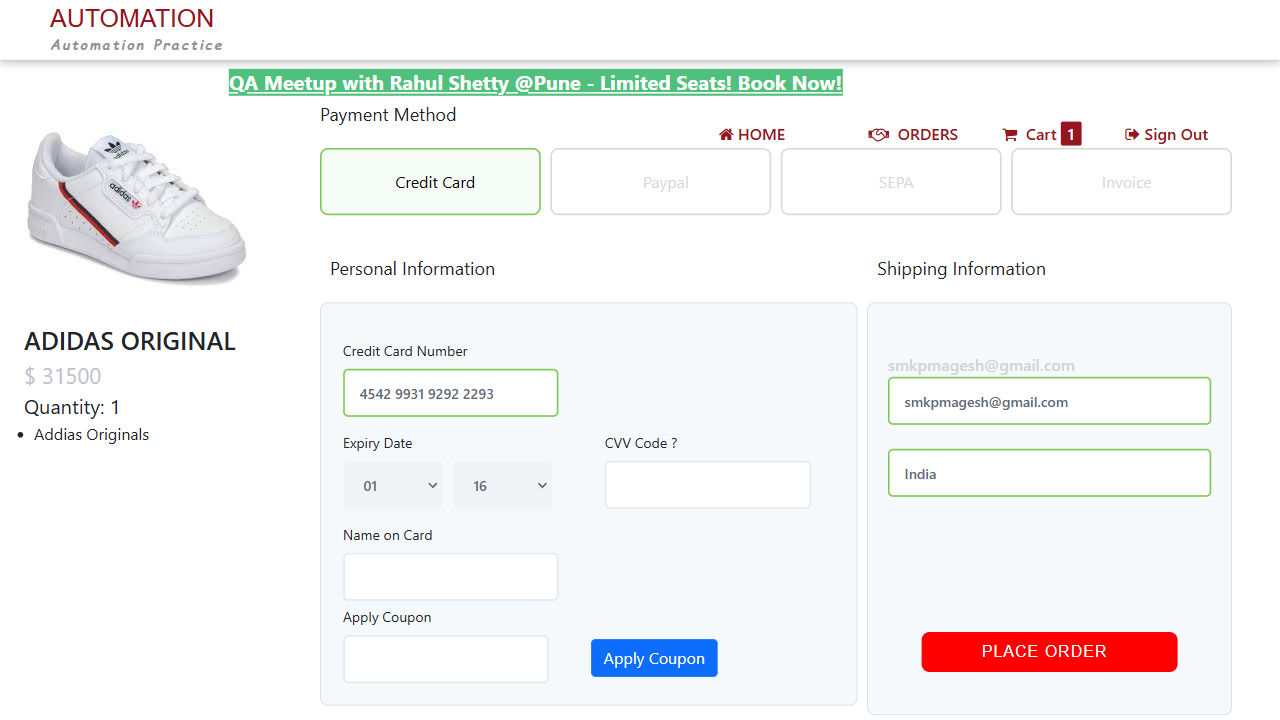 AUTOMATION
Automation Practice
QA Meetup with Rahul Shetty @Pune - Limited Seats! Book Now!
Payment Method
HOME
ORDERS
Cart 1
Sign Out
Credit Card
Paypal
SEPA
Invoice
adidas
adidas
Personal Information
Shipping Information
ADIDAS ORIGINAL
$ 31500
Quantity: 1
Addias Originals
Credit Card Number
4542 9931 9292 2293
Expiry Date
CVV Code ?
01
16
Name on Card
Apply Coupon
Apply Coupon
smkpmagesh@gmail.com
smkpmagesh@gmail.com
India
PLACE ORDER